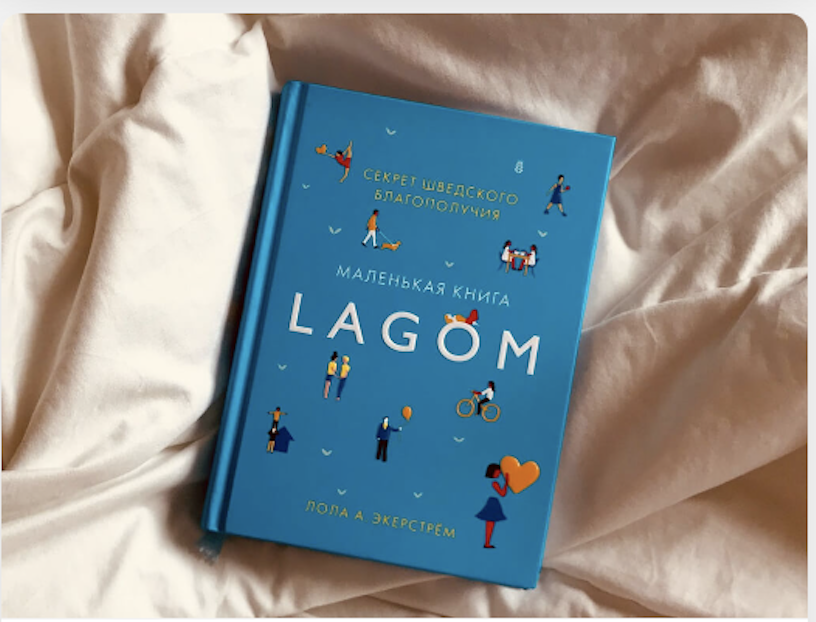 СЕКРЕТ ШВЕДСКОГО
БЛАГОПОЛУЧИЯ
МАЛЕНЬКАЯ КНИГА
LAGOM
ЛОЛА А. ЭКЕРСТРЁМ